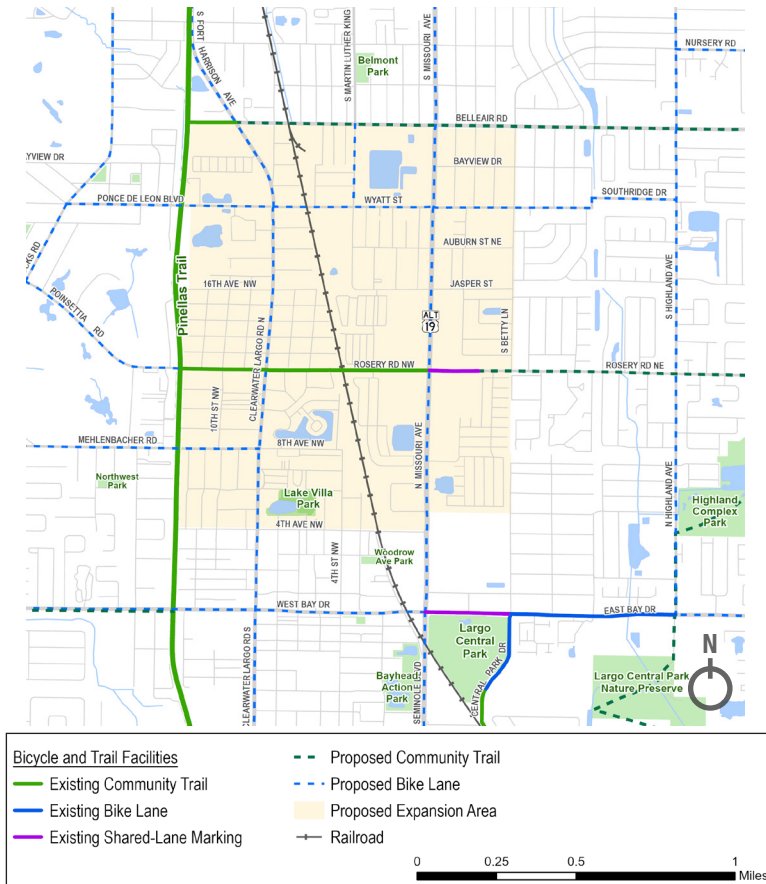 S FORT HARRISON AVE
S MARTIN LUTHER KING
S MISSOURI AVE
NURSERY RD
Belmont
Park
BELLEAIR RD
YVIEW DR
BAYVIEW DR
PONCE DE LEON BLVD
WYATT ST
SOUTHRIDGE DR
AUBURN ST NE
CKS RD
Pinellas Trail
16TH AVE NW
JASPER ST
S HIGHLAND AVE
POINSETTIA RD
CLEARWATER LARGO RD N
ALT
19
S BETTY LN
ROSERY RD NW
ROSERY RD NE
10TH ST NW
MEHLENBACHER RD
8TH AVE NW
N MISSOURI AVE
N HIGHLAND AVE
Northwest
Park
Lake Villa
Park
Highland
Complex
Park
4TH AVE NW
4TH ST NW
Woodrow
Ave Park
WEST BAY DR
EAST BAY DR
Largo
Central
Park
CLEARWATER LARGO RD S
Bayhead
Action
Park
SEMINOLE BLVD
CENTRAL PARK DR
Largo Central Park
Nature Preserve
N
Bicycle and Trail Facilities
Existing Community Trail
Existing Bike Lane
Existing Shared-Lane Marking
Proposed Community Trail
Proposed Bike Lane
Proposed Expansion Area
Railroad
0 0.25 0.5 1
Miles